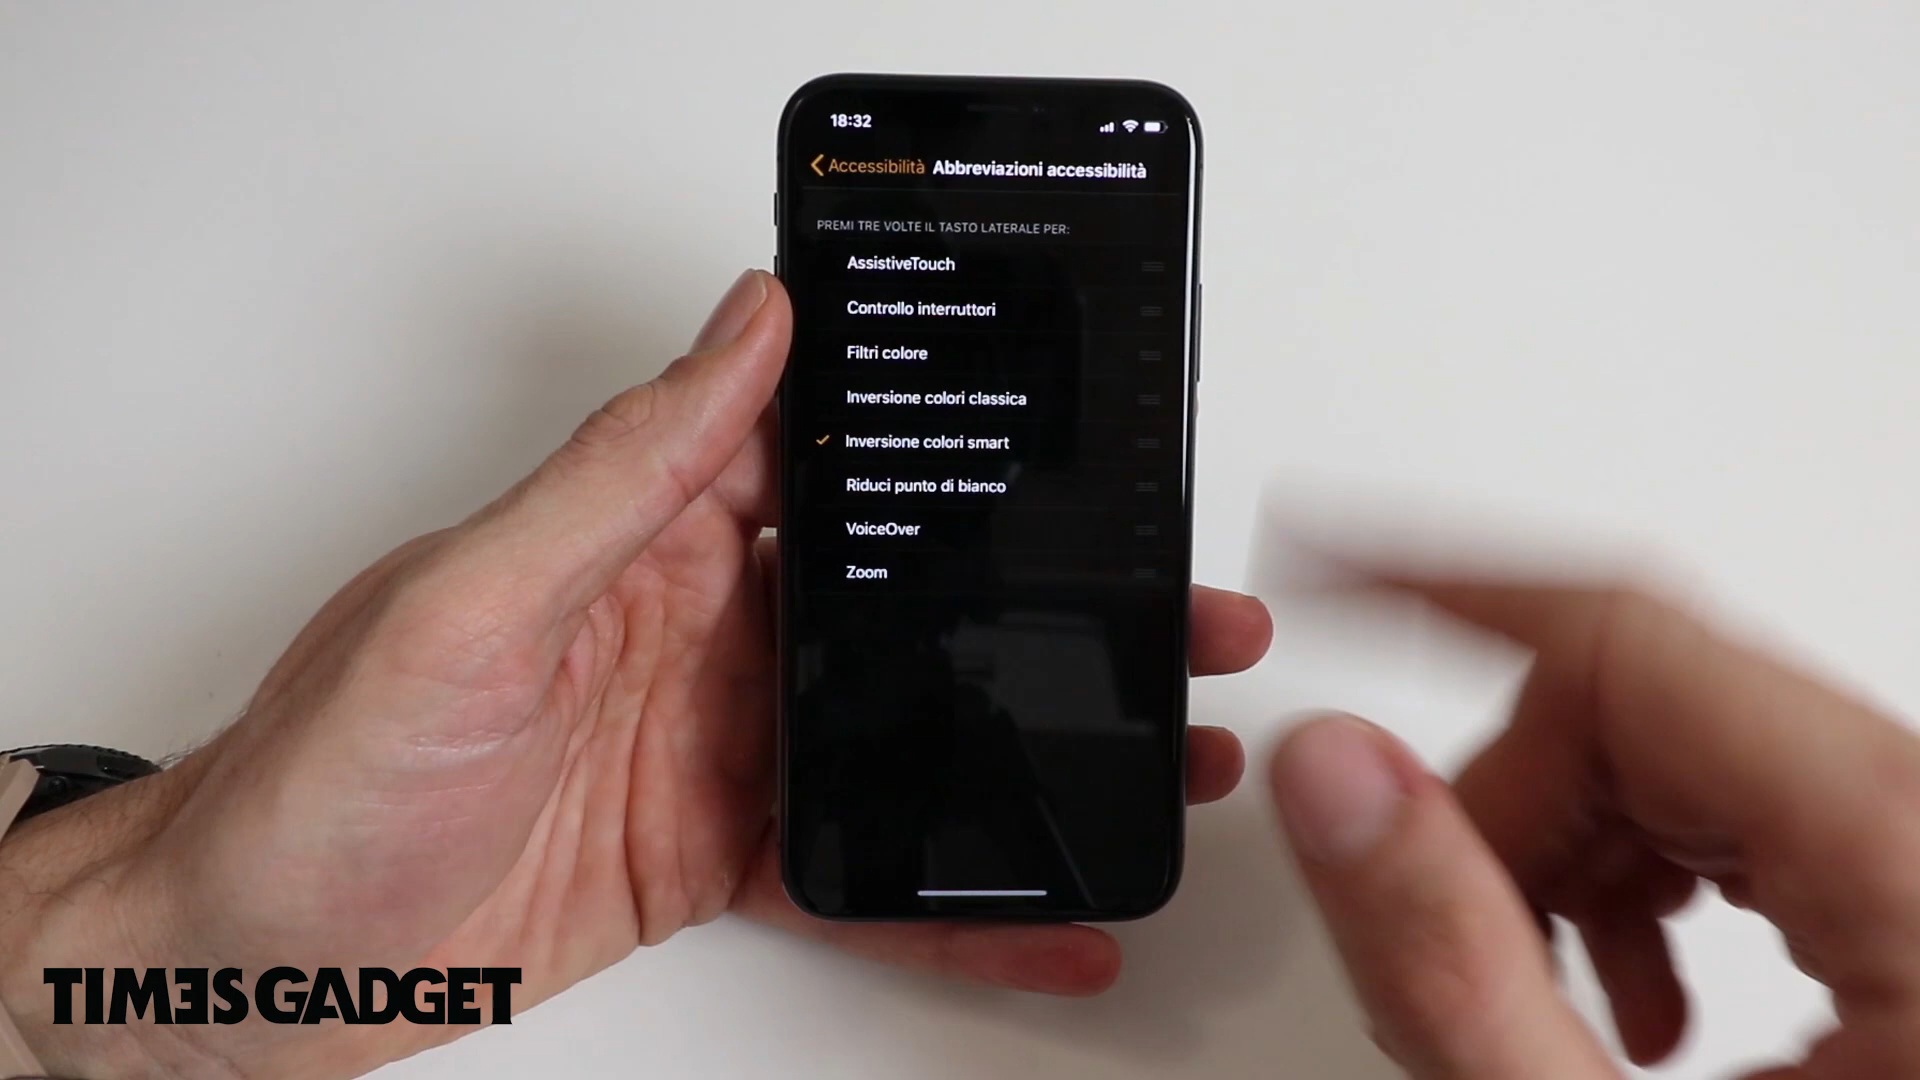 18:32
Accessibilità Abbreviazioni accessibilità
PREMI TRE VOLTE IL TASTO LATERALE PER:
AssistiveTouch
Controllo interruttori
Filtri colore
Inversione colori classica
Inversione colori smart
Riduci punto di bianco
VoiceOver
Zoom
TIMES GADGET